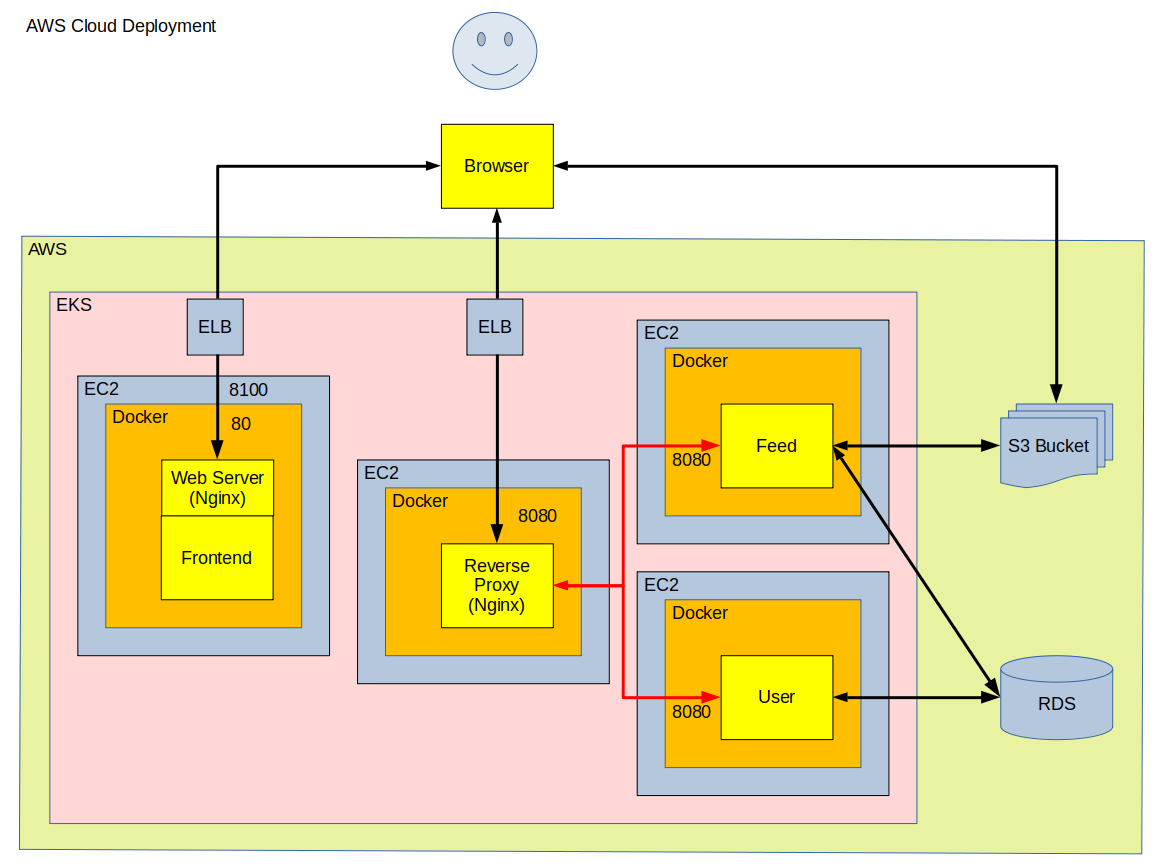 AWS Cloud Deployment
Browser
AWS
EKS
ELB
ELB
EC2
8100
Docker
80
Web Server
(Nginx)
Frontend
EC2
Docker
8080
Reverse
Proxy
(Nginx)
EC2
Docker
8080
Feed
EC2
Docker
8080
User
S3 Bucket
RDS